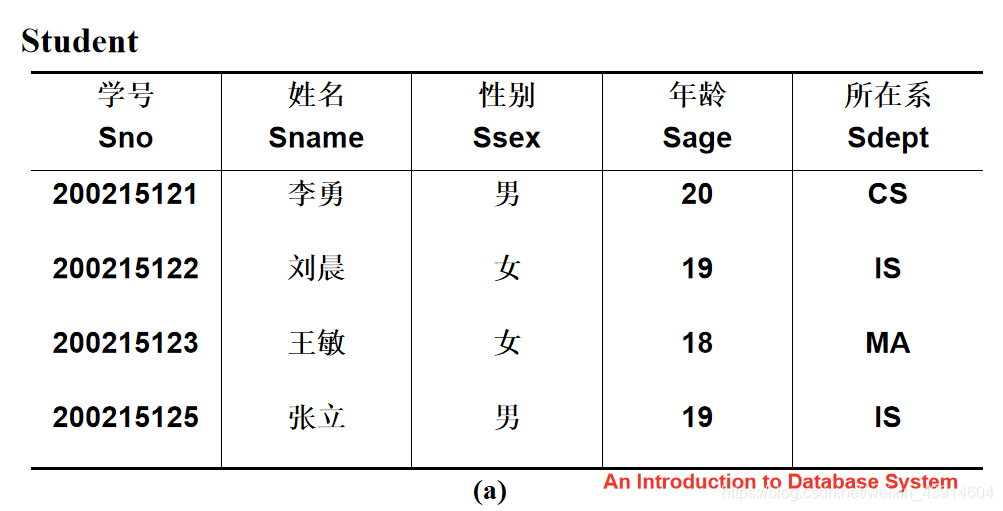 Student
学号 姓名 性别 年龄 所在系
Sno Sname Ssex Sage Sdept
200215121 李勇 男 20 CS
200215122 刘晨 女 19 IS
200215123 王敏 女 18 MA
200215125 张立 男 19 IS
(a)
An Introduction to Database System
https://blog.csdn.net/weixin_43914604